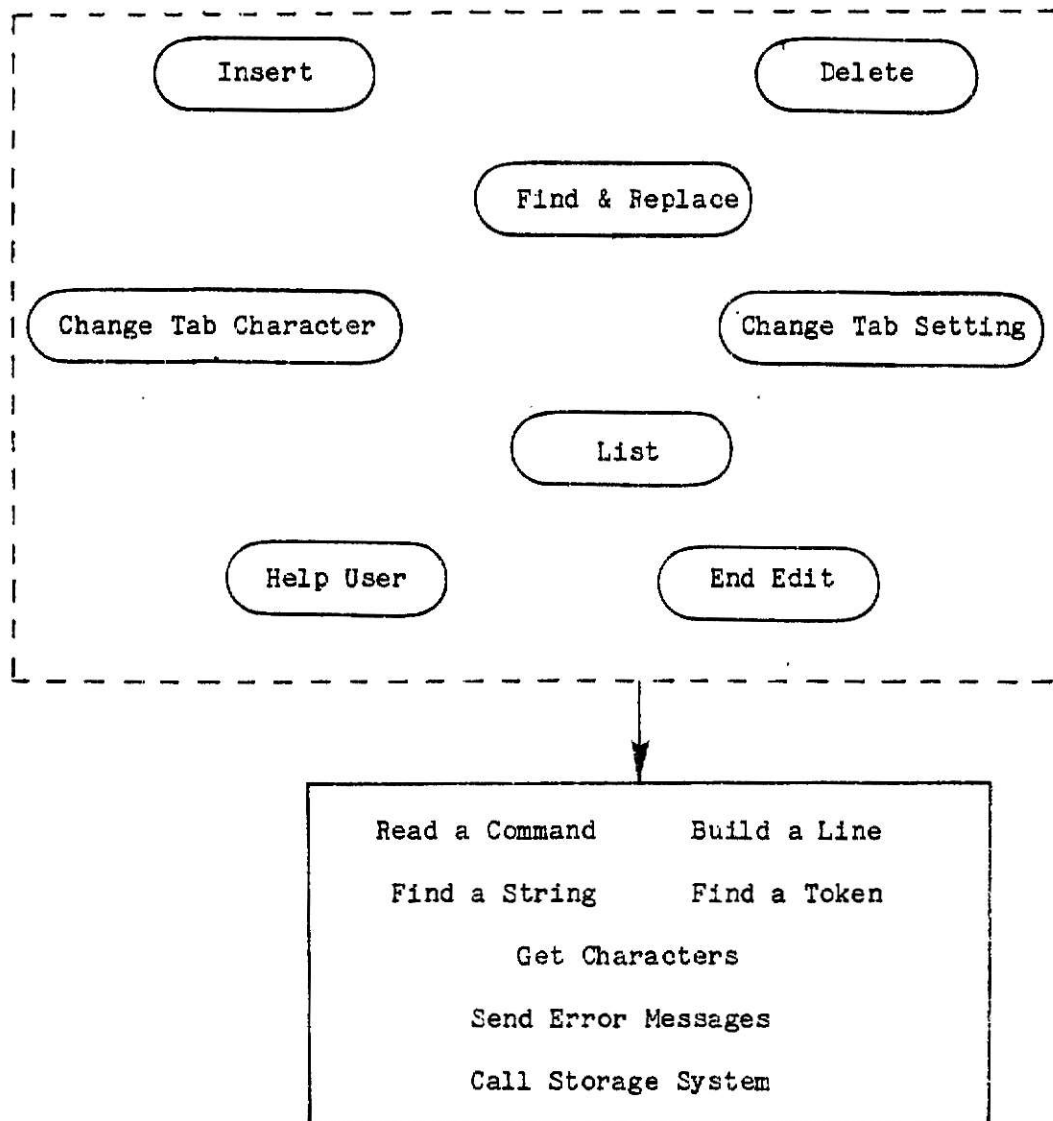 Insert
Delete
Find & Replace
Change Tab Character
Change Tab Setting
List
Help User
End Edit
Read a Command
Build a Line
Find a String
Find a Token
Get Characters
Send Error Messages
Call Storage System